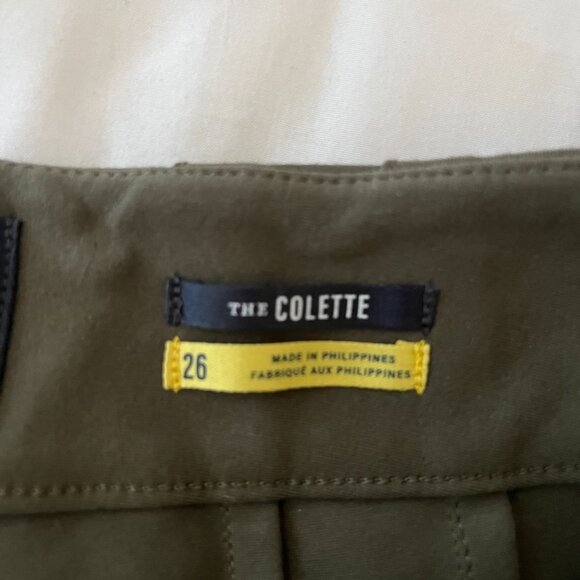 THE COLETTE
26
MADE IN PHILIPPINES
FABRIQUÉ AUX PHILIPPINES